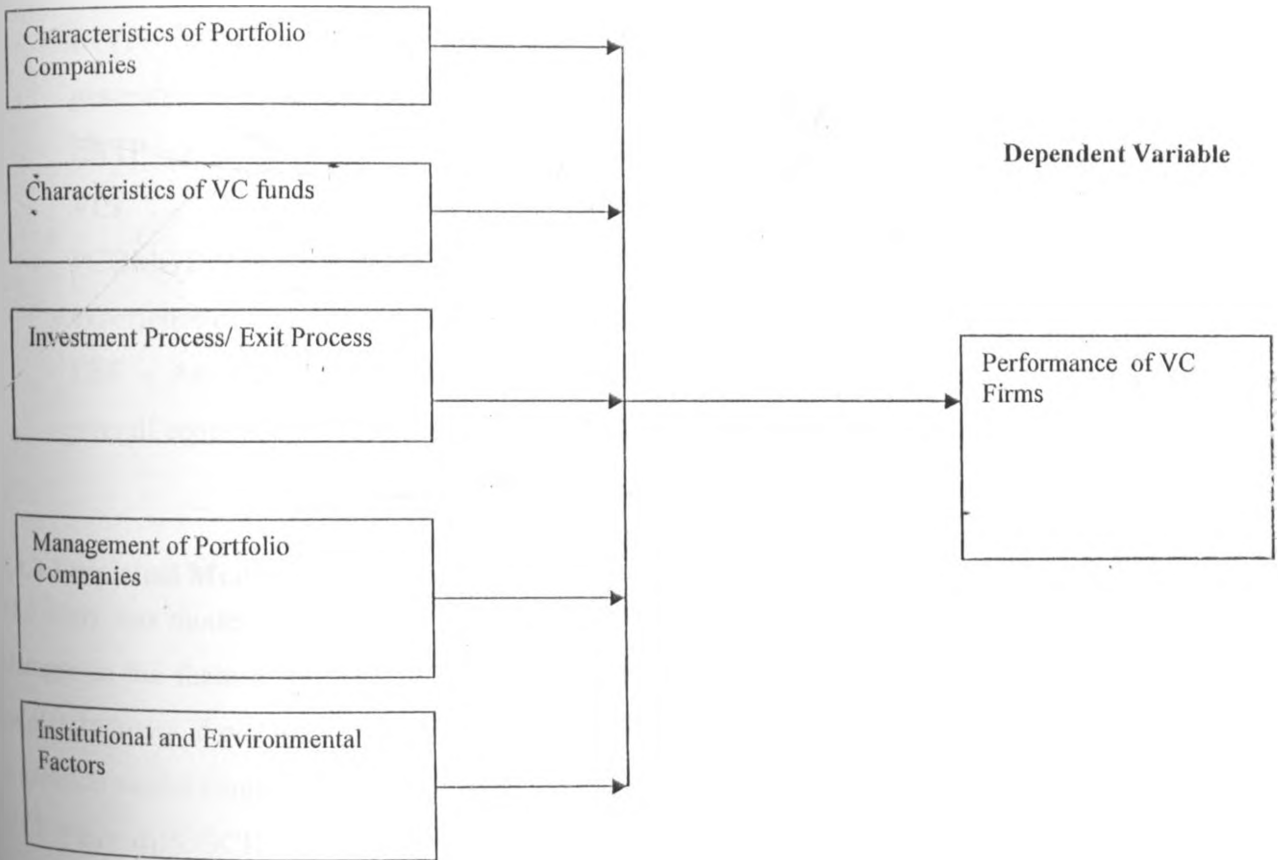 Characteristics of Portfolio
Companies
Characteristics of VC funds
Investment Process/ Exit Process
Management of Portfolio
Companies
Institutional and Environmental
Factors
Dependent Variable
Performance of VC
Firms